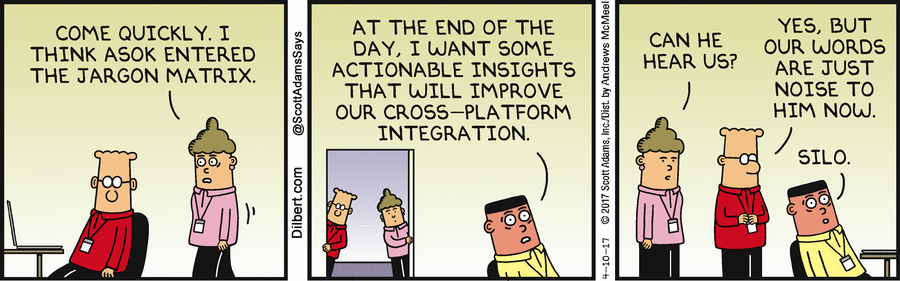 COME QUICKLY. I
THINK ASOK ENTERED
THE JARGON MATRIX.
Dilbert.com @ScottAdamsSays
AT THE END OF THE
DAY, I WANT SOME
ACTIONABLE INSIGHTS
THAT WILL IMPROVE
OUR CROSS-PLATFORM
INTEGRATION.
4-10-17 © 2017 Scott Adams, Inc./Dist. by Andrews McMeel
CAN HE
HEAR US?
YES, BUT
OUR WORDS
ARE JUST
NOISE TO
HIM NOW.
SILO.